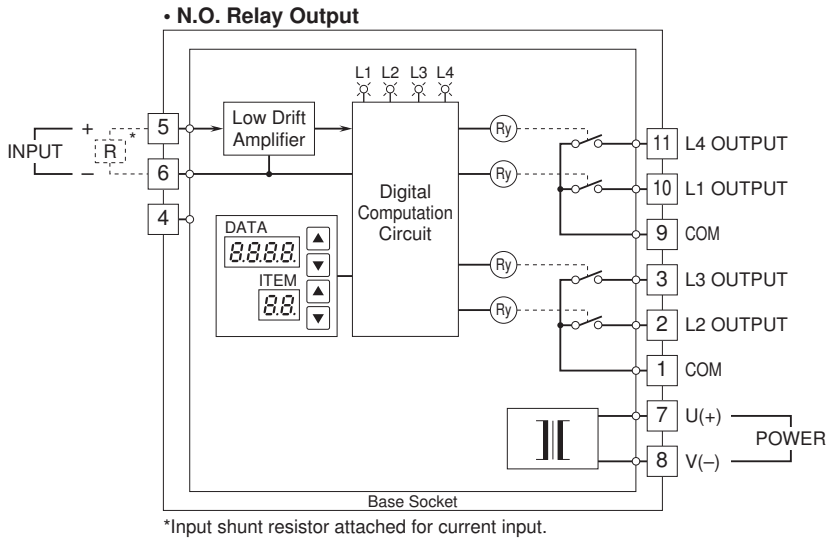 • N.O. Relay Output
L1 L2 L3 L4
INPUT
+
–
R
*
5
6
4
Low Drift
Amplifier
Digital
Computation
Circuit
DATA
8.8.8.8.
ITEM
8.8.
Ry
Ry
Ry
Ry
11 L4 OUTPUT
10 L1 OUTPUT
9 COM
3 L3 OUTPUT
2 L2 OUTPUT
1 COM
7 U(+)
8 V(–)
POWER
Base Socket
*Input shunt resistor attached for current input.